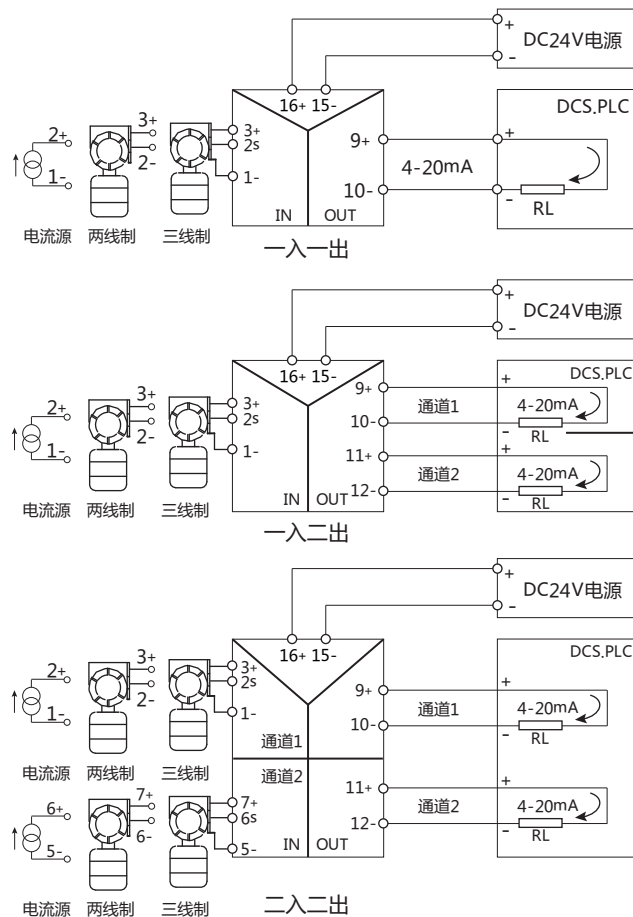 DC24V电源
+
-
16+ 15-
DCS.PLC
3+
2+
2-
1-
3+
2s
1-
9+
+
4-20mA
10-
-
RL
IN OUT
电流源 两线制 三线制
一入一出
DC24V电源
+
-
16+ 15-
DCS.PLC
3+
2+
2-
1-
3+
2s
1-
9+
+
通道1
4-20mA
10-
-
RL
11+
+
通道2
4-20mA
12-
-
RL
IN OUT
电流源 两线制 三线制
一入二出
DC24V电源
+
-
16+ 15-
DCS.PLC
3+
2+
2-
1-
3+
2s
1-
9+
+
通道1
4-20mA
10-
-
RL
通道1
通道2
7+
6+
6-
5-
7+
6s
5-
11+
+
通道2
4-20mA
12-
-
RL
IN OUT
电流源 两线制 三线制
二入二出